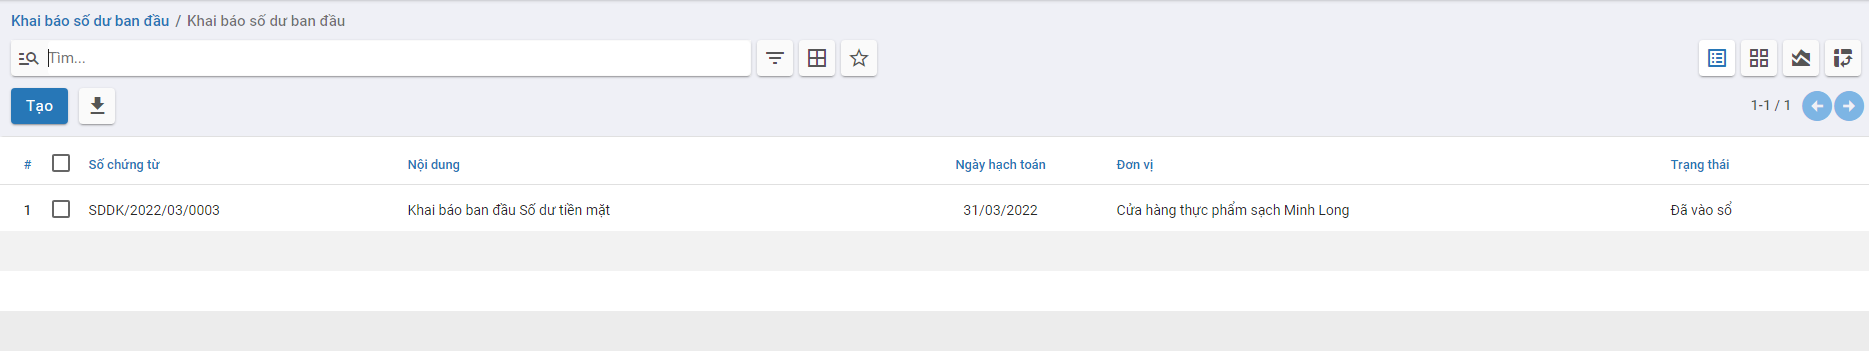 Khai báo số dư ban đầu / Khai báo số dư ban đầu
Tìm...
Tạo
1-1 / 1
# Số chứng từ Nội dung Ngày hạch toán Đơn vị Trạng thái
1 SDDK/2022/03/0003 Khai báo ban đầu Số dư tiền mặt 31/03/2022 Cửa hàng thực phẩm sạch Minh Long Đã vào sổ